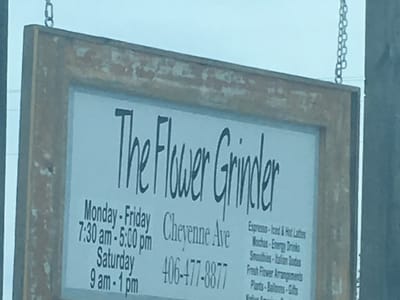 The Flower Grinder
Monday - Friday
7:30 am - 5:00 pm
Saturday
9 am - 1 pm
Cheyenne Ave
406-477-8877
Espresso - Iced & Hot Lattes
Mochas - Energy Drinks
Smoothies - Italian Sodas
Fresh Flower Arrangements
Plants - Balloons - Gifts